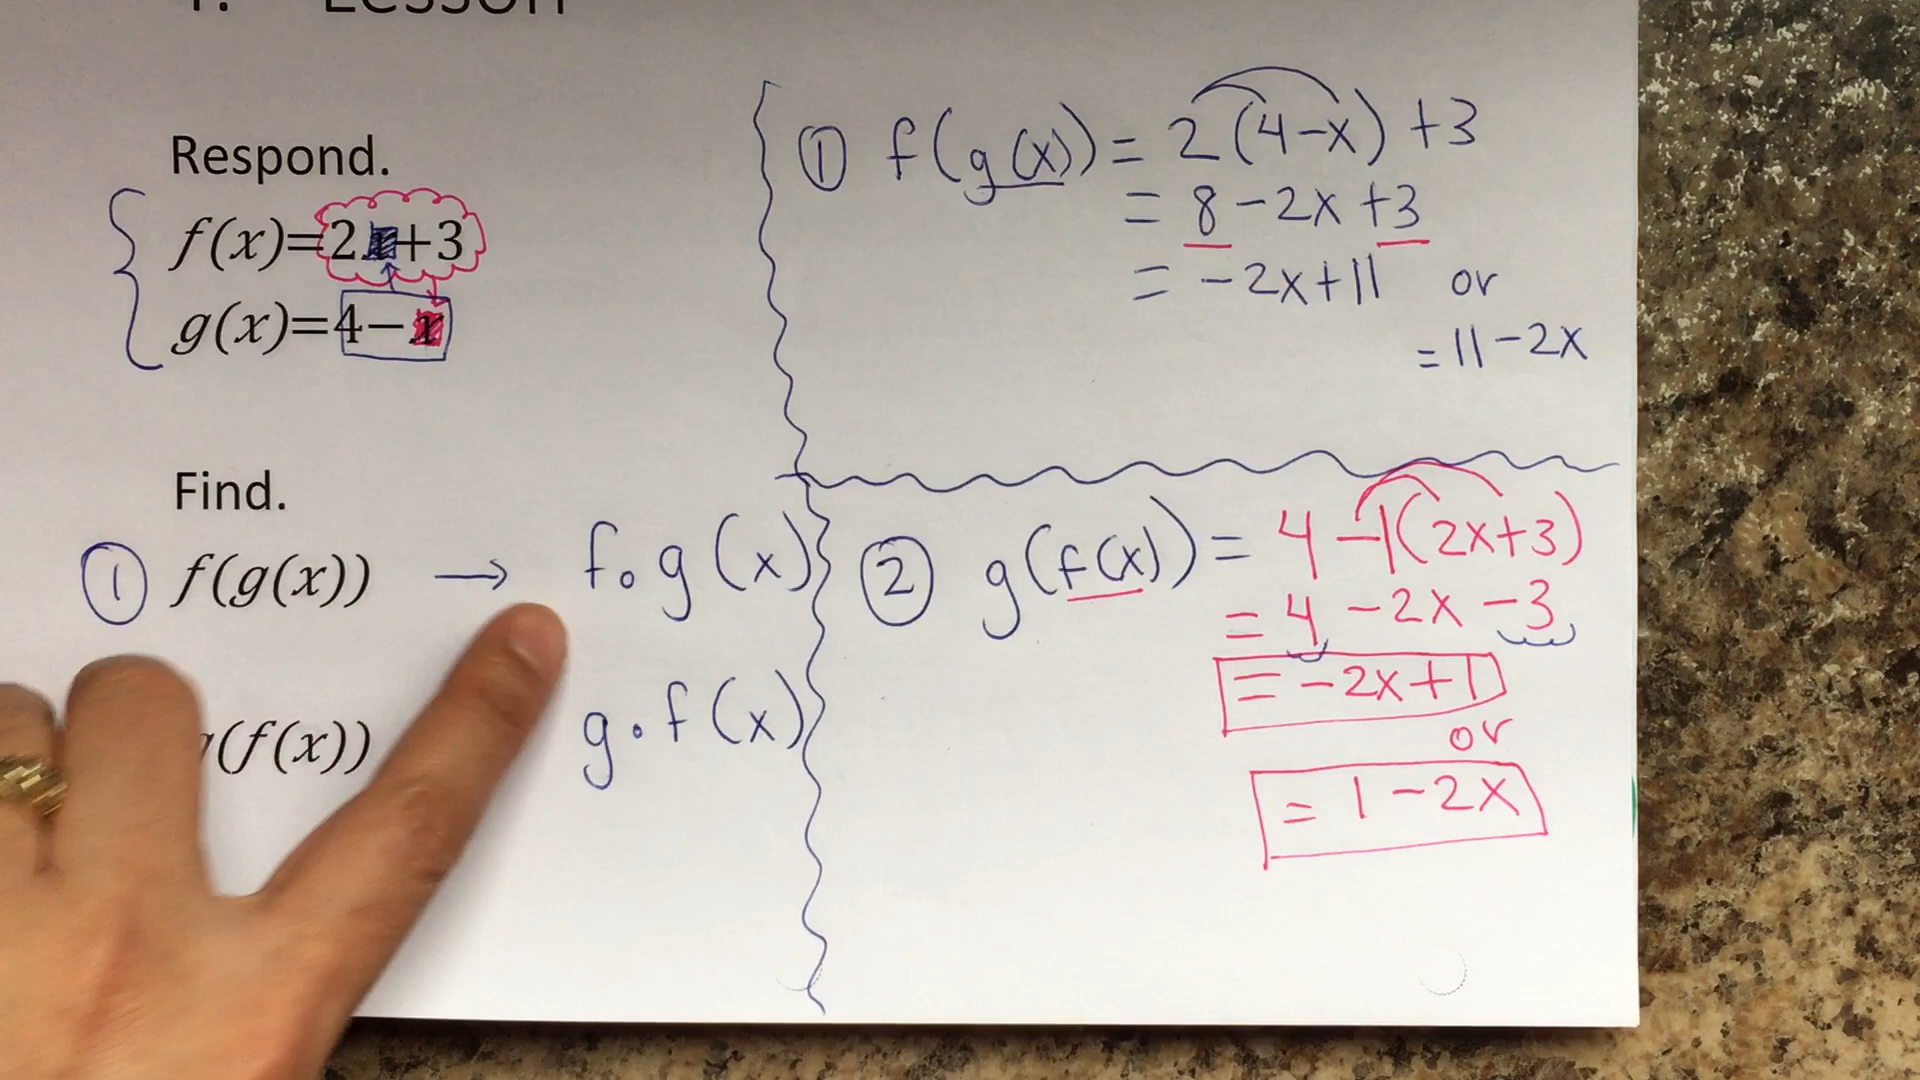 1. Lesson
Respond.
f(x)=2x+3
g(x)=4−x
Find.
① f(g(x)) → f∘g(x)
(f(x)) g∘f(x)
① f(g(x)) = 2(4-x) +3
= 8 - 2x +3
= -2x+11 or
= 11-2x
② g(f(x)) = 4 -1(2x+3)
= 4 -2x -3
= -2x+1
or
= 1 -2x